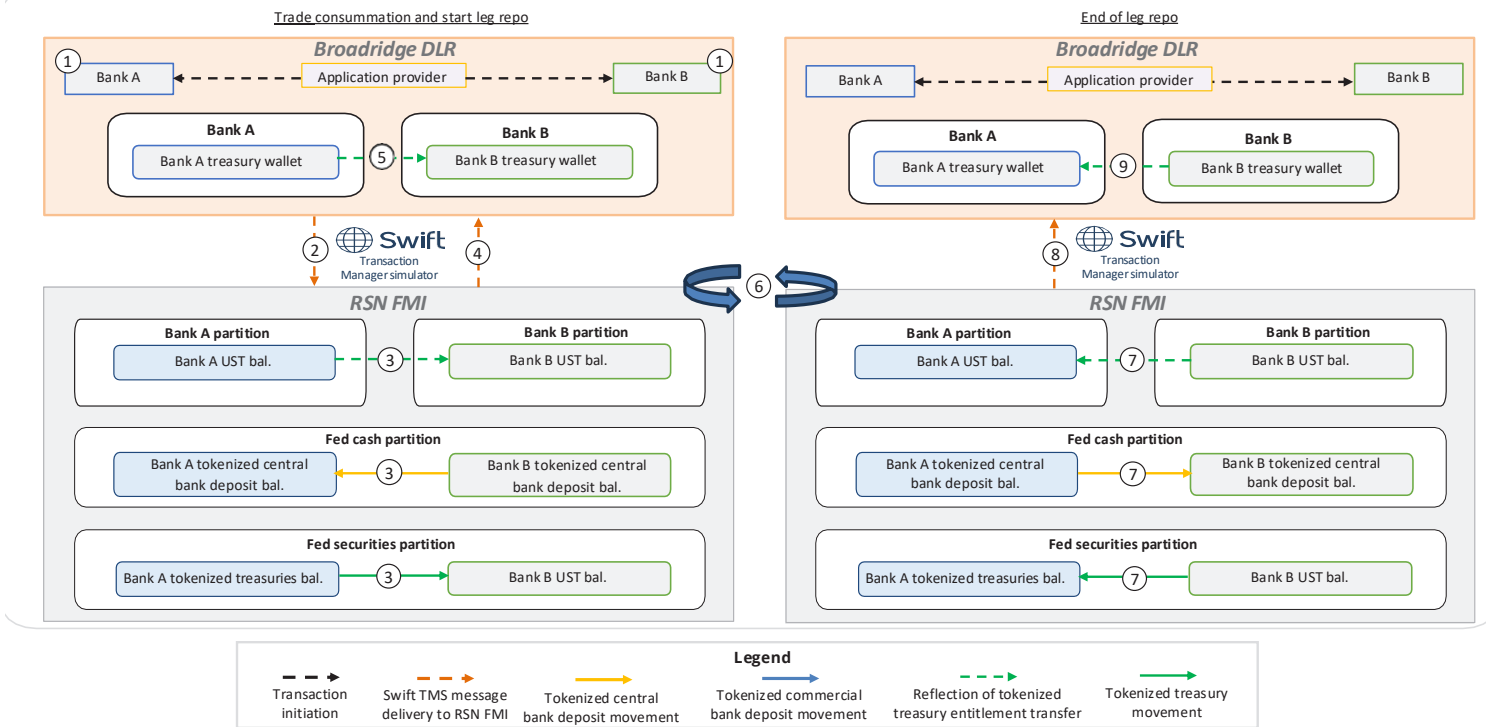 Trade consummation and start leg repo
Broadridge DLR
1
Bank A
Application provider
Bank B
1
Bank A
Bank B
Bank A treasury wallet
5
Bank B treasury wallet
2
Swift
Transaction
Manager simulator
4
RSN FMI
Bank A partition
Bank B partition
Bank A UST bal.
3
Bank B UST bal.
Fed cash partition
Bank A tokenized central
bank deposit bal.
3
Bank B tokenized central
bank deposit bal.
Fed securities partition
Bank A tokenized treasuries bal.
3
Bank B UST bal.
6
End of leg repo
Broadridge DLR
Bank A
Application provider
Bank B
Bank A
Bank B
Bank A treasury wallet
9
Bank B treasury wallet
8
Swift
Transaction
Manager simulator
RSN FMI
Bank A partition
Bank B partition
Bank A UST bal.
7
Bank B UST bal.
Fed cash partition
Bank A tokenized central
bank deposit bal.
7
Bank B tokenized central
bank deposit bal.
Fed securities partition
Bank A tokenized treasuries bal.
7
Bank B UST bal.
Legend
Transaction
initiation
Swift TMS message
delivery to RSN FMI
Tokenized central
bank deposit movement
Tokenized commercial
bank deposit movement
Reflection of tokenized
treasury entitlement transfer
Tokenized treasury
movement